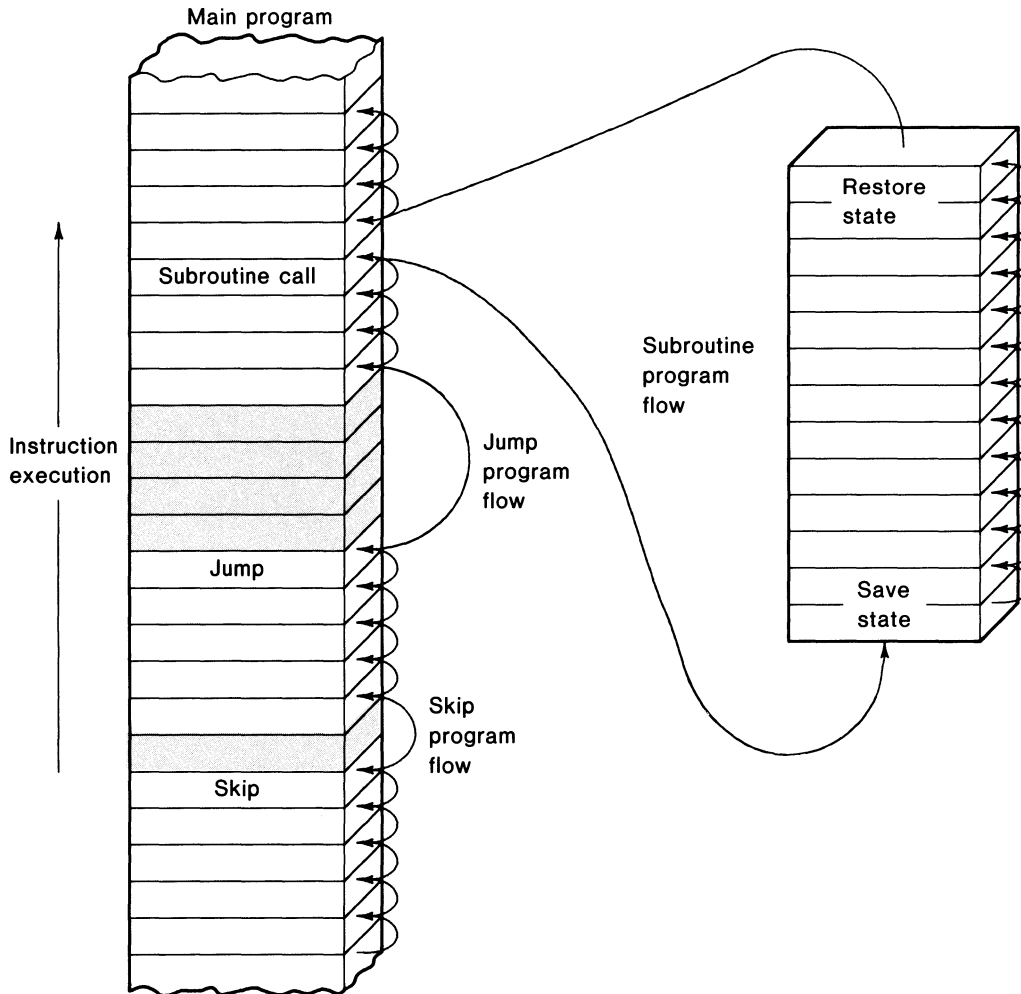 Main program
Restore
state
Subroutine call
Subroutine
program
flow
Instruction
execution
Jump
program
flow
Jump
Save
state
Skip
program
flow
Skip